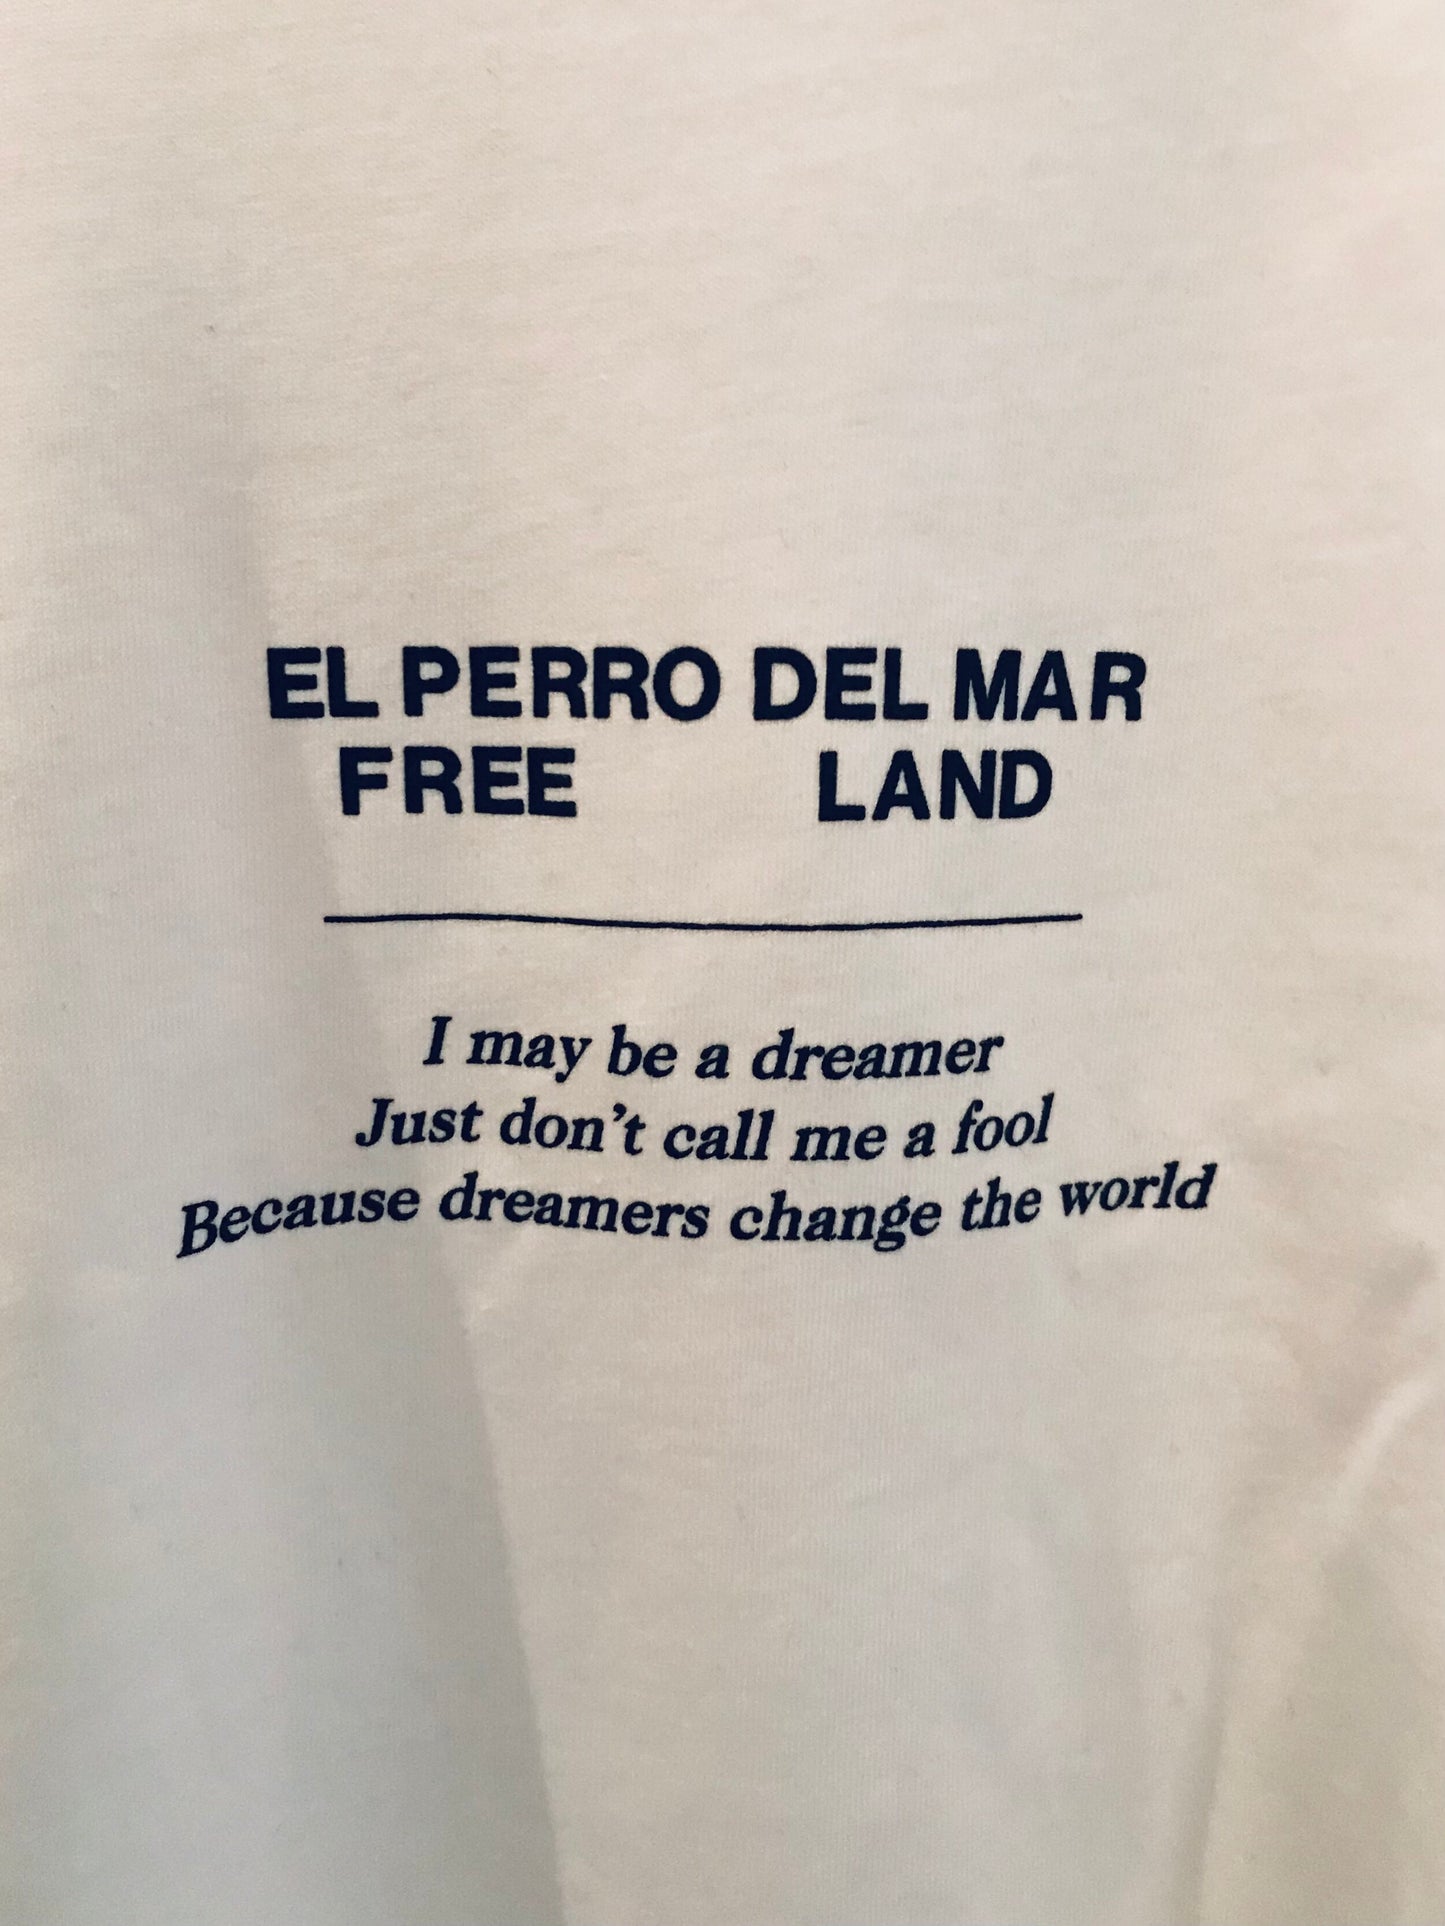 EL PERRO DEL MAR
FREE LAND
I may be a dreamer
Just don't call me a fool
Because dreamers change the world